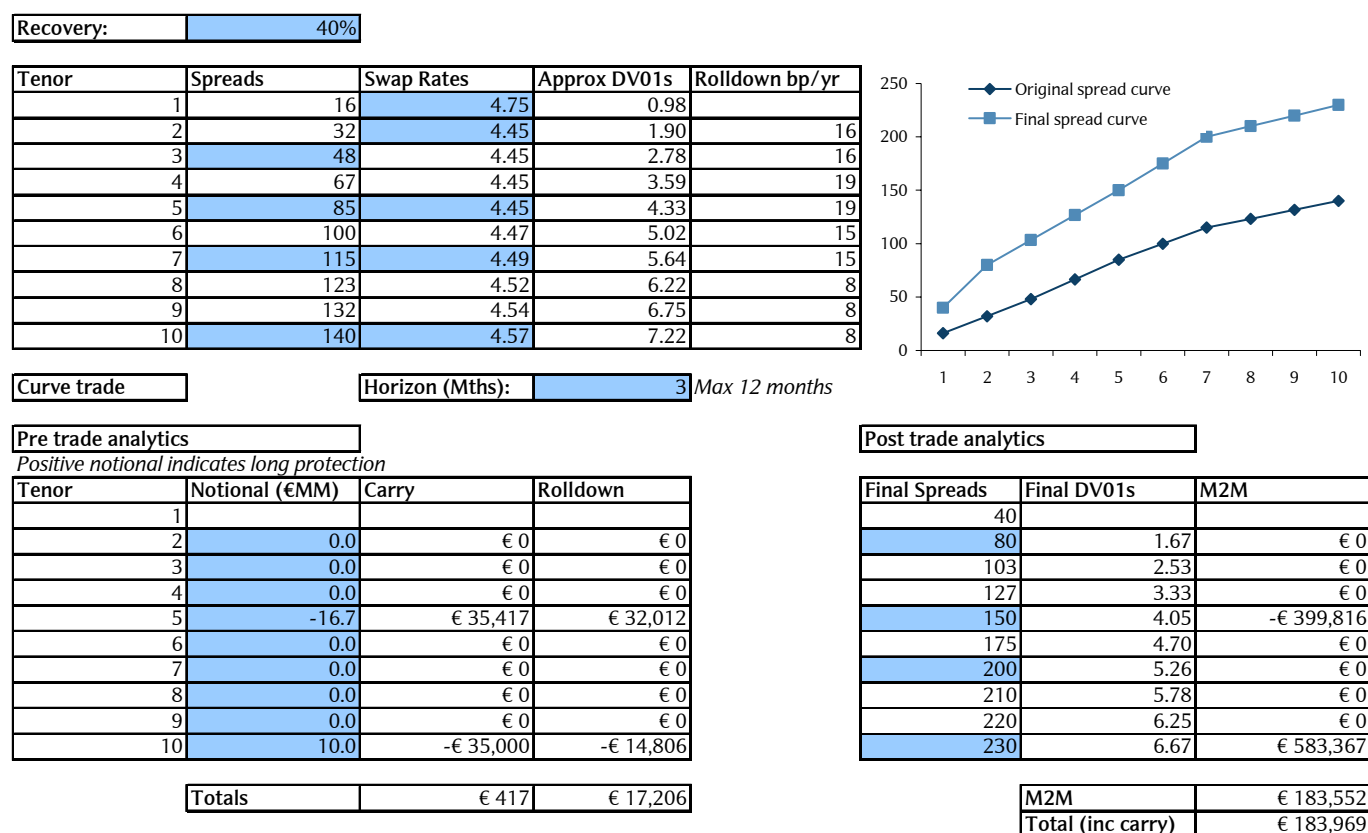 Recovery: 40%
Tenor Spreads Swap Rates Approx DV01s Rolldown bp/yr
1 16 4.75 0.98
2 32 4.45 1.90 16
3 48 4.45 2.78 16
4 67 4.45 3.59 19
5 85 4.45 4.33 19
6 100 4.47 5.02 15
7 115 4.49 5.64 15
8 123 4.52 6.22 8
9 132 4.54 6.75 8
10 140 4.57 7.22 8
250
200
150
100
50
0
Original spread curve
Final spread curve
1 2 3 4 5 6 7 8 9 10
Curve trade
Horizon (Mths): 3 Max 12 months
Pre trade analytics
Positive notional indicates long protection
Tenor Notional (€MM) Carry Rolldown
1
2 0.0 € 0 € 0
3 0.0 € 0 € 0
4 0.0 € 0 € 0
5 -16.7 € 35,417 € 32,012
6 0.0 € 0 € 0
7 0.0 € 0 € 0
8 0.0 € 0 € 0
9 0.0 € 0 € 0
10 10.0 -€ 35,000 -€ 14,806
Totals € 417 € 17,206
Post trade analytics
Final Spreads Final DV01s M2M
40
80 1.67 € 0
103 2.53 € 0
127 3.33 € 0
150 4.05 -€ 399,816
175 4.70 € 0
200 5.26 € 0
210 5.78 € 0
220 6.25 € 0
230 6.67 € 583,367
M2M € 183,552
Total (inc carry) € 183,969